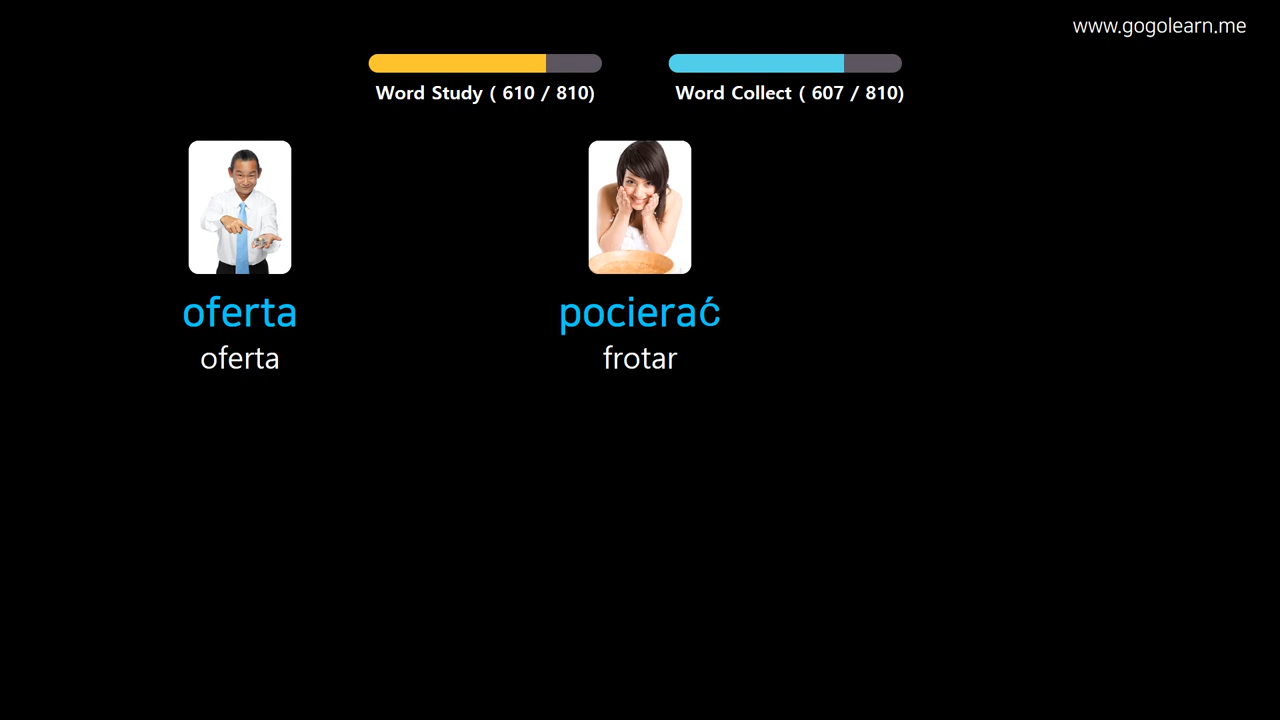 www.gogolearn.me
Word Study ( 610 / 810)
Word Collect ( 607 / 810)
oferta
oferta
pocierać
frotar